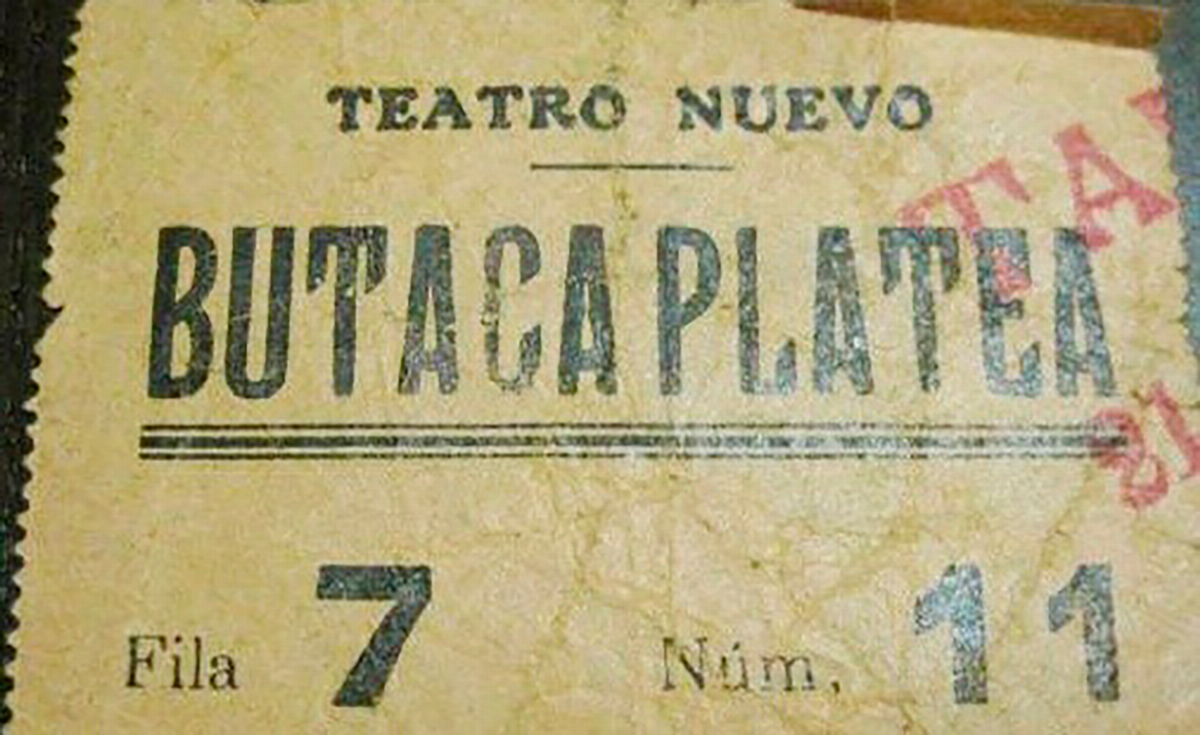 TEATRO NUEVO
BUTACA PLATEA
Fila 7 Núm, 11